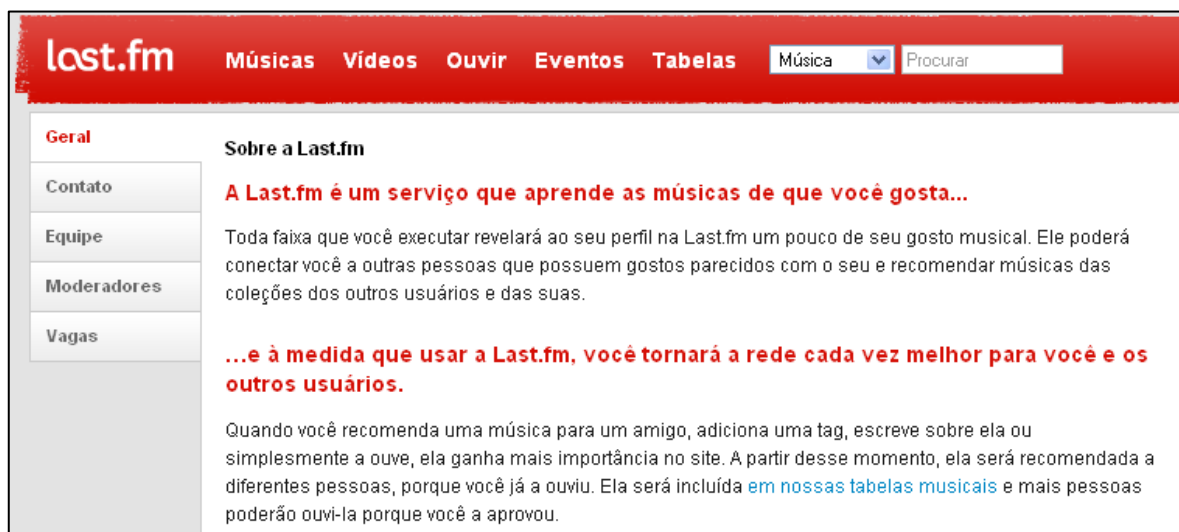 last.fm Músicas Vídeos Ouvir Eventos Tabelas Música Procurar
Geral
Contato
Equipe
Moderadores
Vagas
Sobre a Last.fm
A Last.fm é um serviço que aprende as músicas de que você gosta...
Toda faixa que você executar revelará ao seu perfil na Last.fm um pouco de seu gosto musical. Ele poderá
conectar você a outras pessoas que possuem gostos parecidos com o seu e recomendar músicas das
coleções dos outros usuários e das suas.
...e à medida que usar a Last.fm, você tornará a rede cada vez melhor para você e os
outros usuários.
Quando você recomenda uma música para um amigo, adiciona uma tag, escreve sobre ela ou
simplesmente a ouve, ela ganha mais importância no site. A partir desse momento, ela será recomendada a
diferentes pessoas, porque você já a ouviu. Ela será incluída em nossas tabelas musicais e mais pessoas
poderão ouvi-la porque você a aprovou.